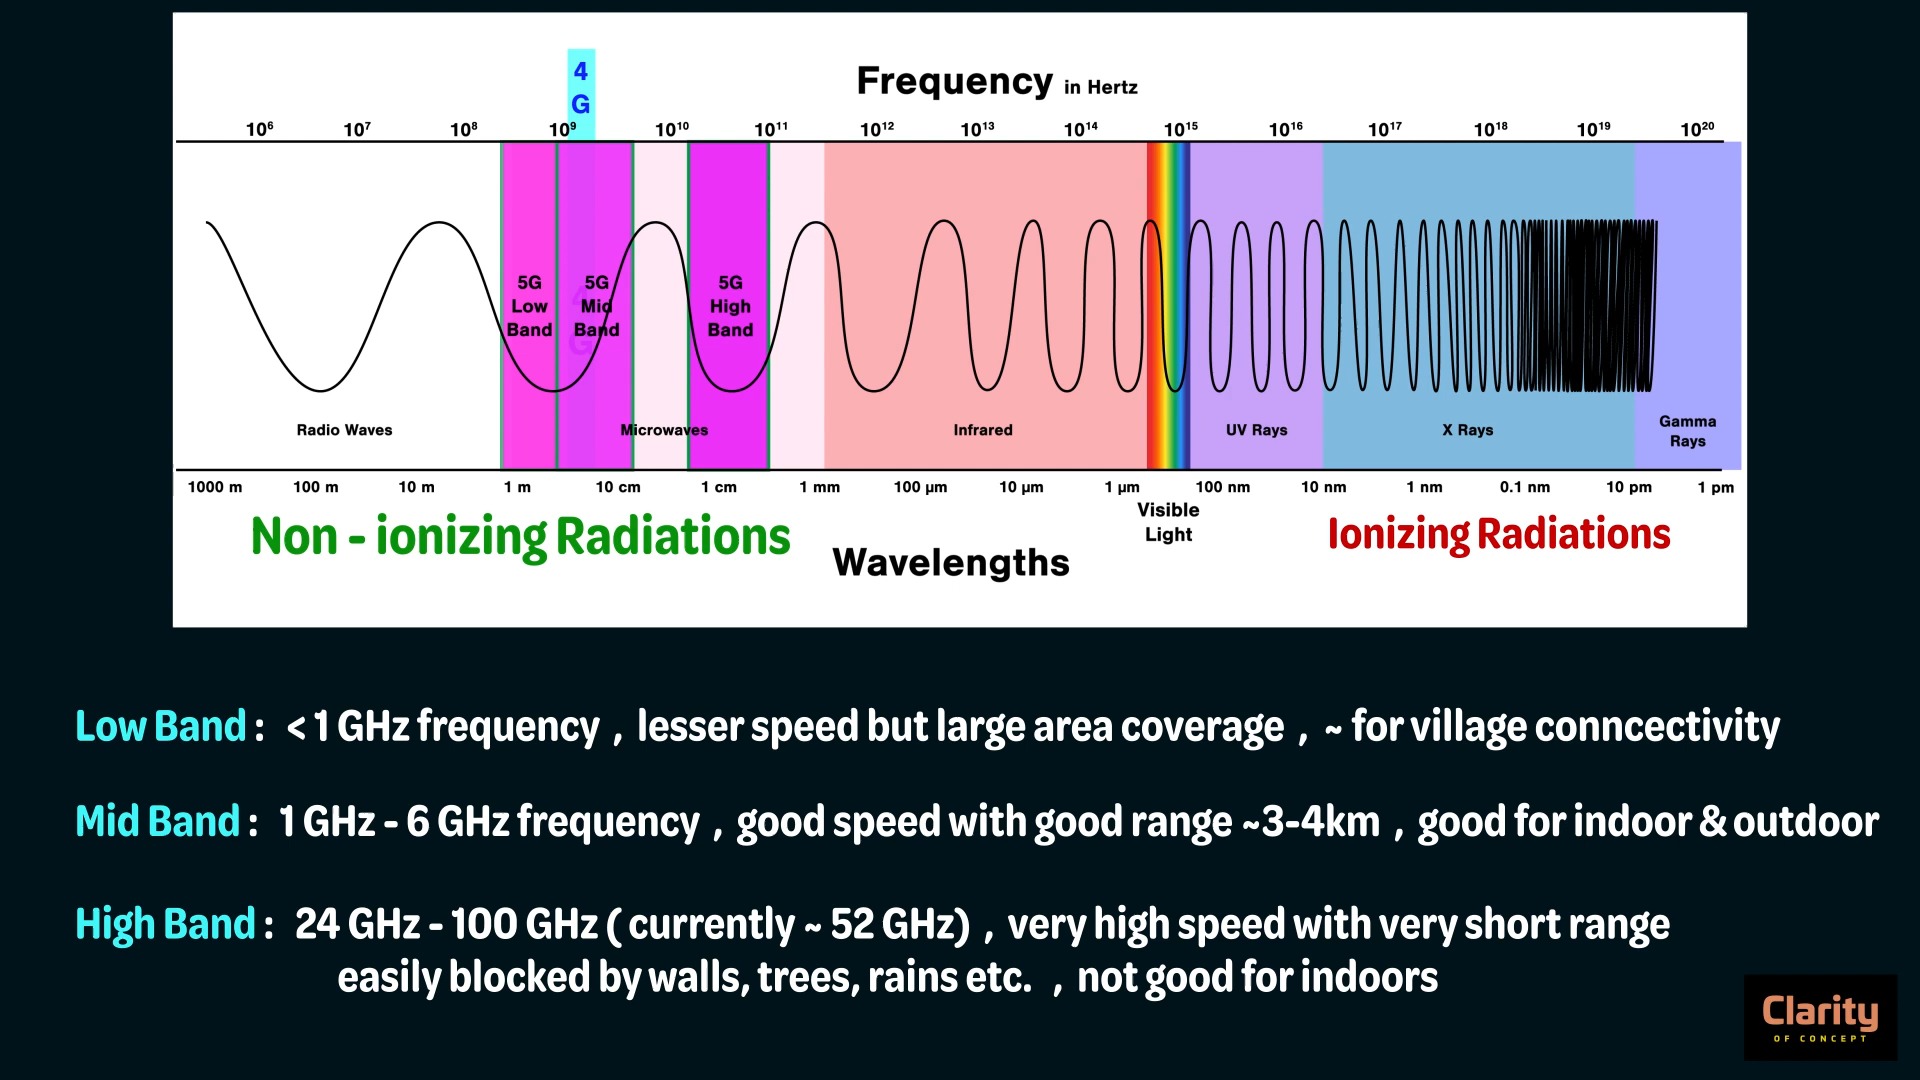 4
G
Frequency in Hertz
10⁶ 10⁷ 10⁸ 10⁹ 10¹⁰ 10¹¹ 10¹² 10¹³ 10¹⁴ 10¹⁵ 10¹⁶ 10¹⁷ 10¹⁸ 10¹⁹ 10²⁰
5G
Low
Band
5G
Mid
Band
4
G
5G
High
Band
Radio Waves
Microwaves
Infrared
UV Rays
X Rays
Gamma
Rays
1000 m 100 m 10 m 1 m 10 cm 1 cm 1 mm 100 µm 10 µm 1 µm 100 nm 10 nm 1 nm 0.1 nm 10 pm 1 pm
Visible
Light
Non - ionizing Radiations
Ionizing Radiations
Wavelengths
Low Band : < 1 GHz frequency , lesser speed but large area coverage , ~ for village conncectivity
Mid Band : 1 GHz - 6 GHz frequency , good speed with good range ~3-4km , good for indoor & outdoor
High Band : 24 GHz - 100 GHz ( currently ~ 52 GHz) , very high speed with very short range
easily blocked by walls, trees, rains etc. , not good for indoors
Clarity
OF CONCEPT